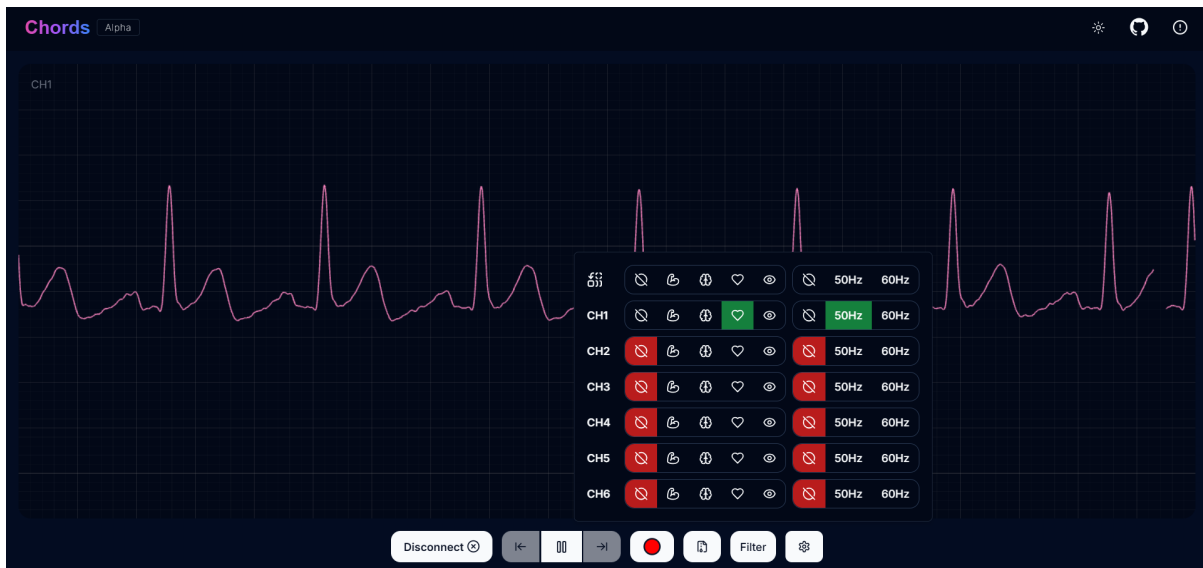 Chords Alpha
CH1
50Hz 60Hz
CH1 50Hz 60Hz
CH2 50Hz 60Hz
CH3 50Hz 60Hz
CH4 50Hz 60Hz
CH5 50Hz 60Hz
CH6 50Hz 60Hz
Disconnect Filter